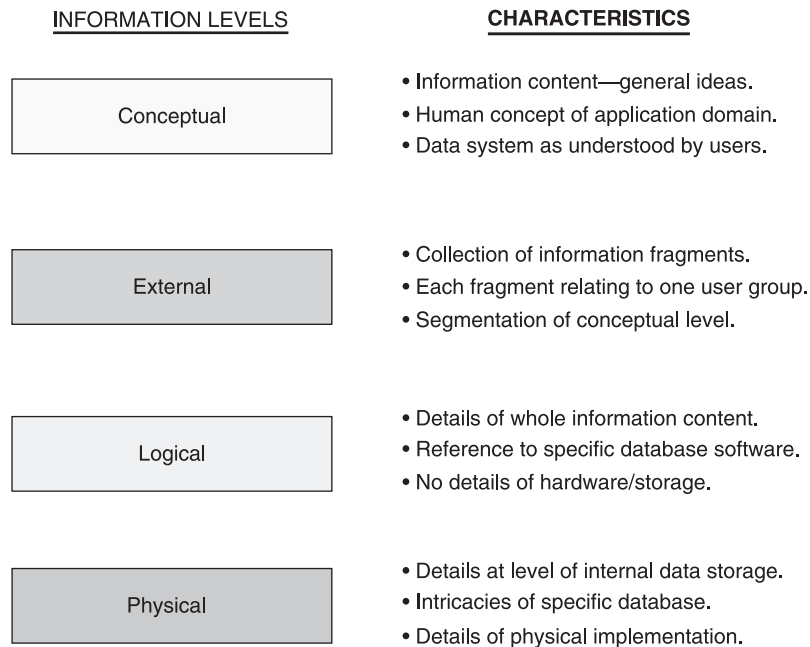 INFORMATION LEVELS
CHARACTERISTICS
Conceptual
• Information content—general ideas.
• Human concept of application domain.
• Data system as understood by users.
External
• Collection of information fragments.
• Each fragment relating to one user group.
• Segmentation of conceptual level.
Logical
• Details of whole information content.
• Reference to specific database software.
• No details of hardware/storage.
Physical
• Details at level of internal data storage.
• Intricacies of specific database.
• Details of physical implementation.